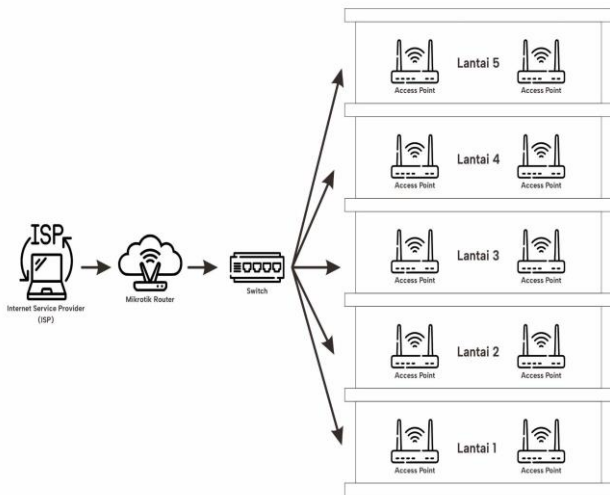 ISP
Internet Service Provider
(ISP)
Mikrotik Router
Switch
Lantai 5
Access Point
Access Point
Lantai 4
Access Point
Access Point
Lantai 3
Access Point
Access Point
Lantai 2
Access Point
Access Point
Lantai 1
Access Point
Access Point